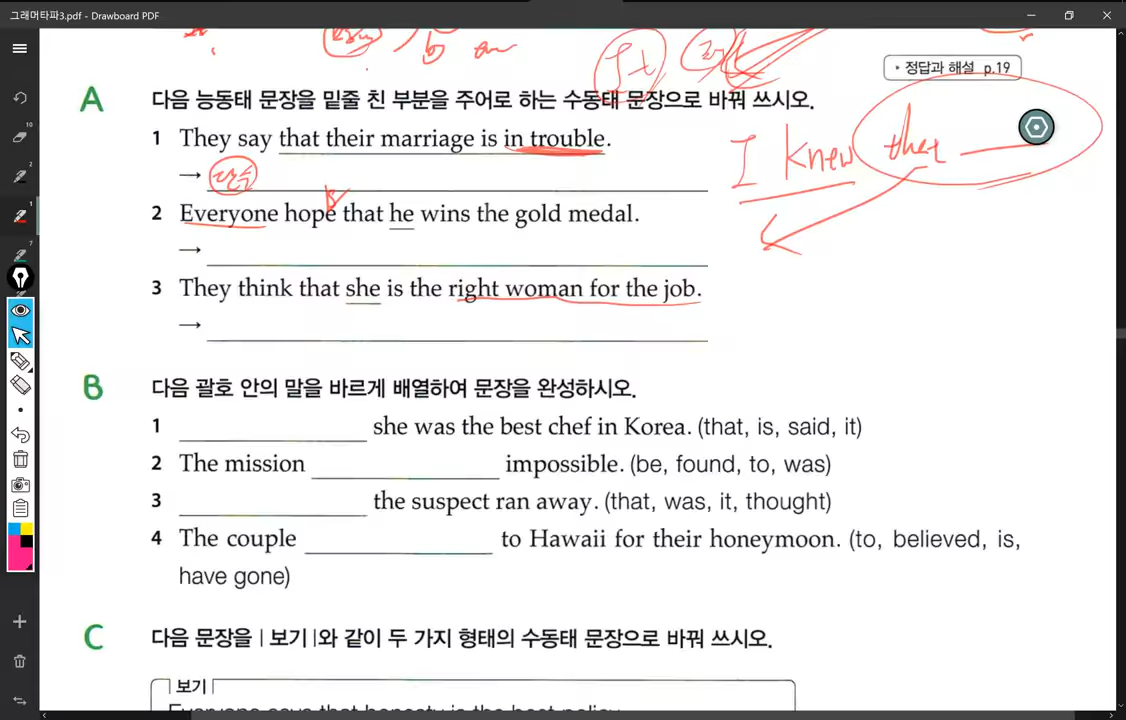 그래머타파3.pdf - Drawboard PDF
It
• 정답과 해설 p.19
A 다음 능동태 문장을 밑줄 친 부분을 주어로 하는 수동태 문장으로 바꿔 쓰시오.
1 They say that their marriage is in trouble.
I knew that
→
2 Everyone hope that he wins the gold medal.
s
→
3 They think that she is the right woman for the job.
→
B 다음 괄호 안의 말을 바르게 배열하여 문장을 완성하시오.
1 she was the best chef in Korea. (that, is, said, it)
2 The mission impossible. (be, found, to, was)
3 the suspect ran away. (that, was, it, thought)
4 The couple to Hawaii for their honeymoon. (to, believed, is,
have gone)
C 다음 문장을 |보기|와 같이 두 가지 형태의 수동태 문장으로 바꿔 쓰시오.
|보기|
Everyone says that honesty is the best policy